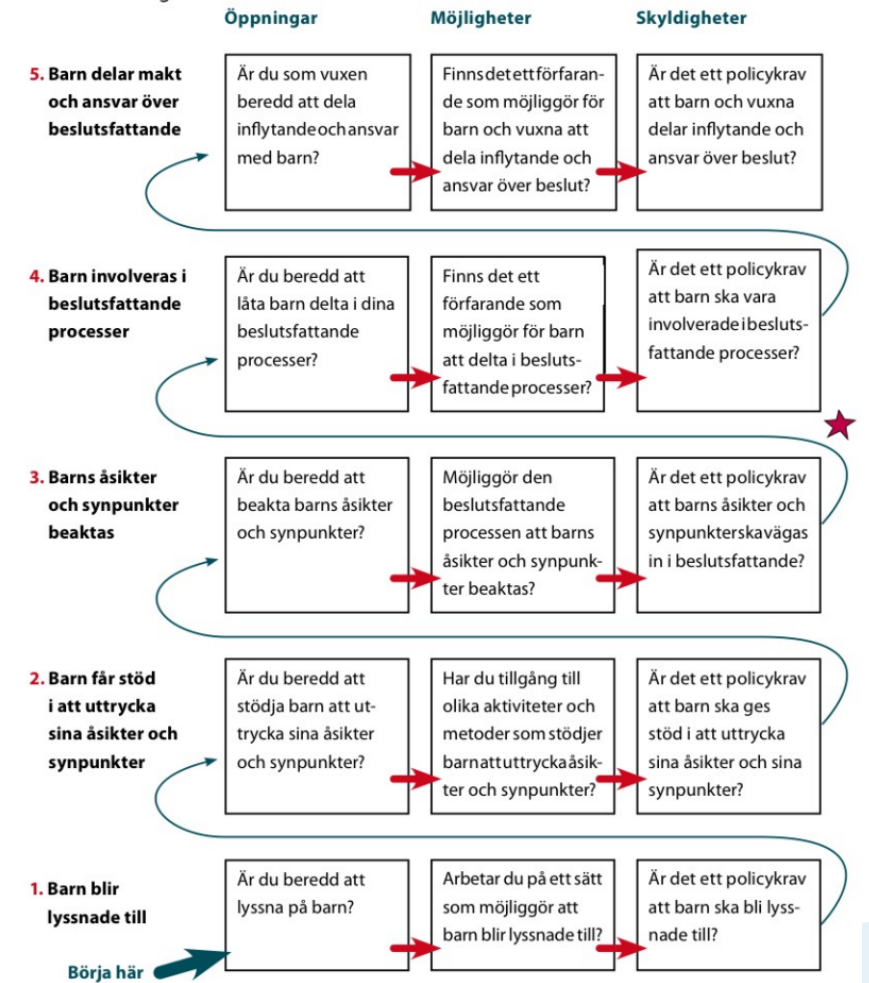 Öppningar Möjligheter Skyldigheter
5. Barn delar makt
och ansvar över
beslutsfattande
Är du som vuxen
beredd att dela
inflytande och ansvar
med barn?
Finns det ett förfaran-
de som möjliggör för
barn och vuxna att
dela inflytande och
ansvar över beslut?
Är det ett policykrav
att barn och vuxna
delar inflytande och
ansvar över beslut?
4. Barn involveras i
beslutsfattande
processer
Är du beredd att
låta barn delta i dina
beslutsfattande
processer?
Finns det ett
förfarande som
möjliggör för barn
att delta i besluts-
fattande processer?
Är det ett policykrav
att barn ska vara
involverade i besluts-
fattande processer?
3. Barns åsikter
och synpunkter
beaktas
Är du beredd att
beakta barns åsikter
och synpunkter?
Möjliggör den
beslutsfattande
processen att barns
åsikter och synpunk-
ter beaktas?
Är det ett policykrav
att barns åsikter och
synpunkter ska vägas
in i beslutsfattande?
2. Barn får stöd
i att uttrycka
sina åsikter och
synpunkter
Är du beredd att
stödja barn att ut-
trycka sina åsikter
och synpunkter?
Har du tillgång till
olika aktiviteter och
metoder som stödjer
barn att uttrycka åsik-
ter och synpunkter?
Är det ett policykrav
att barn ska ges
stöd i att uttrycka
sina åsikter och sina
synpunkter?
1. Barn blir
lyssnade till
Är du beredd att
lyssna på barn?
Arbetar du på ett sätt
som möjliggör att
barn blir lyssnade till?
Är det ett policykrav
att barn ska bli lyss-
nade till?
Börja här